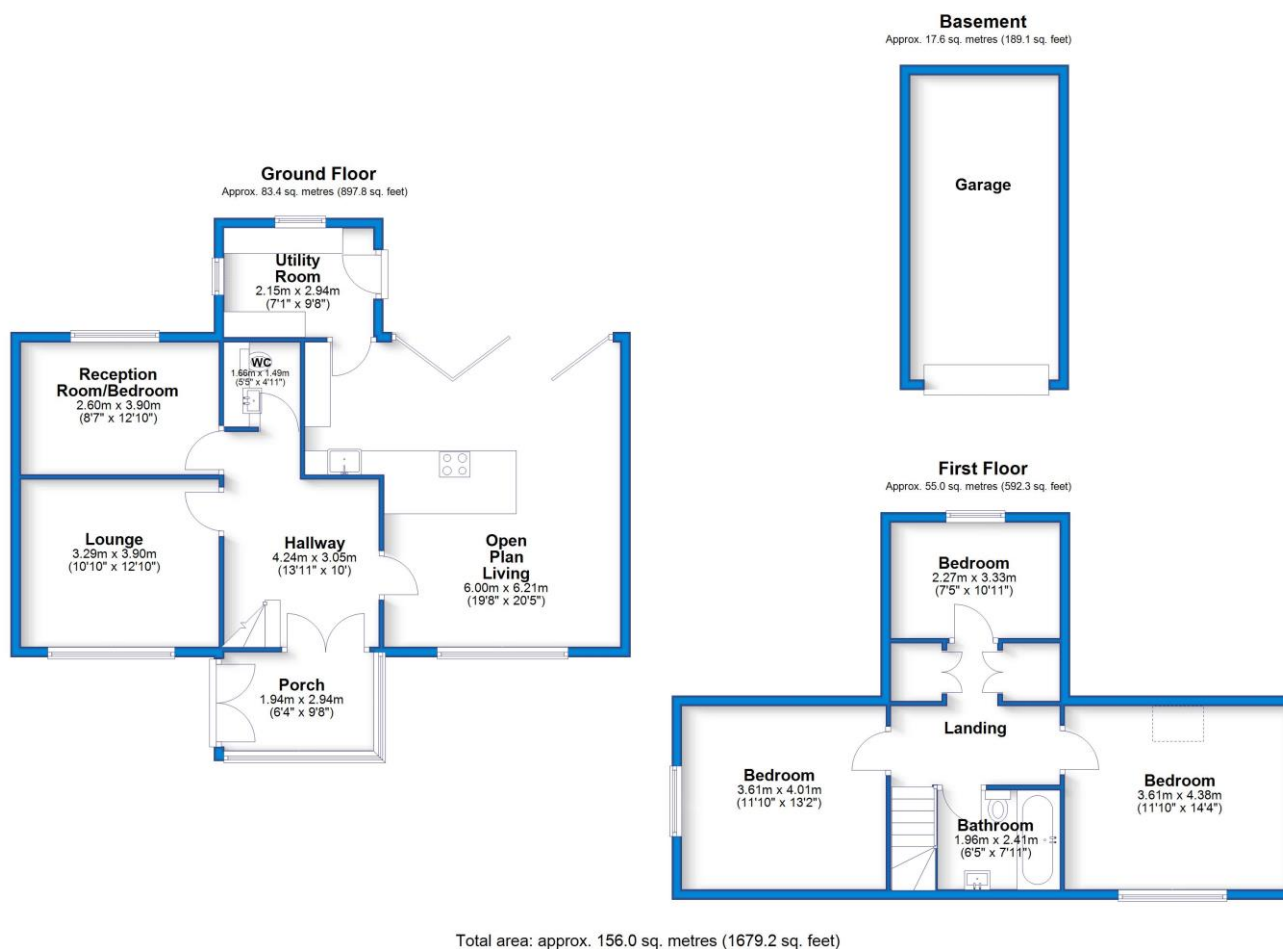 Basement
Approx. 17.6 sq. metres (189.1 sq. feet)
Garage
Ground Floor
Approx. 83.4 sq. metres (897.8 sq. feet)
Utility
Room
2.15m x 2.94m
(7'1" x 9'8")
WC
1.66m x 1.49m
(5'5" x 4'11")
Reception
Room/Bedroom
2.60m x 3.90m
(8'7" x 12'10")
Lounge
3.29m x 3.90m
(10'10" x 12'10")
Hallway
4.24m x 3.05m
(13'11" x 10')
Open
Plan
Living
6.00m x 6.21m
(19'8" x 20'5")
Porch
1.94m x 2.94m
(6'4" x 9'8")
First Floor
Approx. 55.0 sq. metres (592.3 sq. feet)
Bedroom
2.27m x 3.33m
(7'5" x 10'11")
Landing
Bedroom
3.61m x 4.01m
(11'10" x 13'2")
Bedroom
3.61m x 4.38m
(11'10" x 14'4")
Bathroom
1.96m x 2.41m
(6'5" x 7'11")
Total area: approx. 156.0 sq. metres (1679.2 sq. feet)